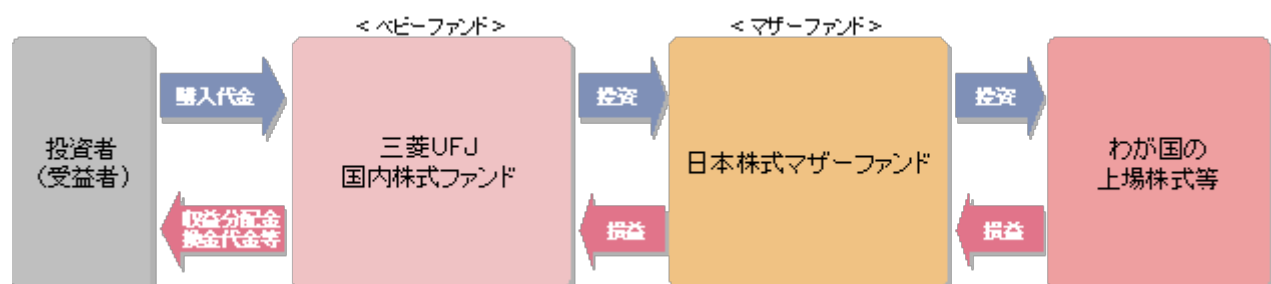 <ベビーファンド>
<マザーファンド>
購入代金
投資
投資
投資者
(受益者)
三菱UFJ
国内株式ファンド
日本株式マザーファンド
わが国の
上場株式等
収益分配金
換金代金等
損益
損益